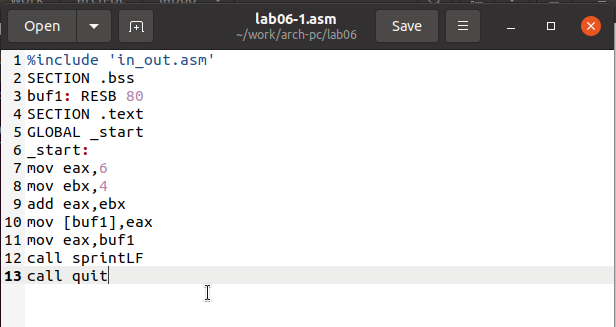 Open
lab06-1.asm
~/work/arch-pc/lab06
Save
1 %include 'in_out.asm'
2 SECTION .bss
3 buf1: RESB 80
4 SECTION .text
5 GLOBAL _start
6 _start:
7 mov eax,6
8 mov ebx,4
9 add eax,ebx
10 mov [buf1],eax
11 mov eax,buf1
12 call sprintLF
13 call quit